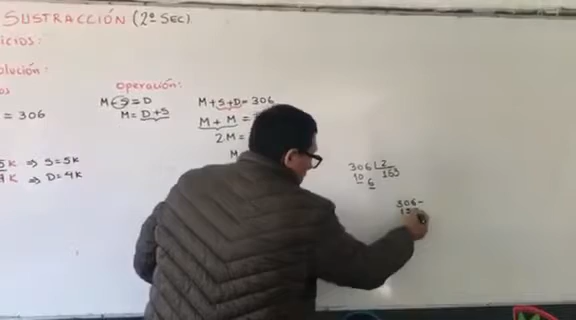 SUSTRACCIÓN (2º SEC)
icios:
olución:
os
= 306
5K ⇒ S=5K
4K ⇒ D=4K
Operación:
M-S=D
M=D+S
M+S+D=306
M+M=
2M=
M
306 2
10 153
6
306-
15